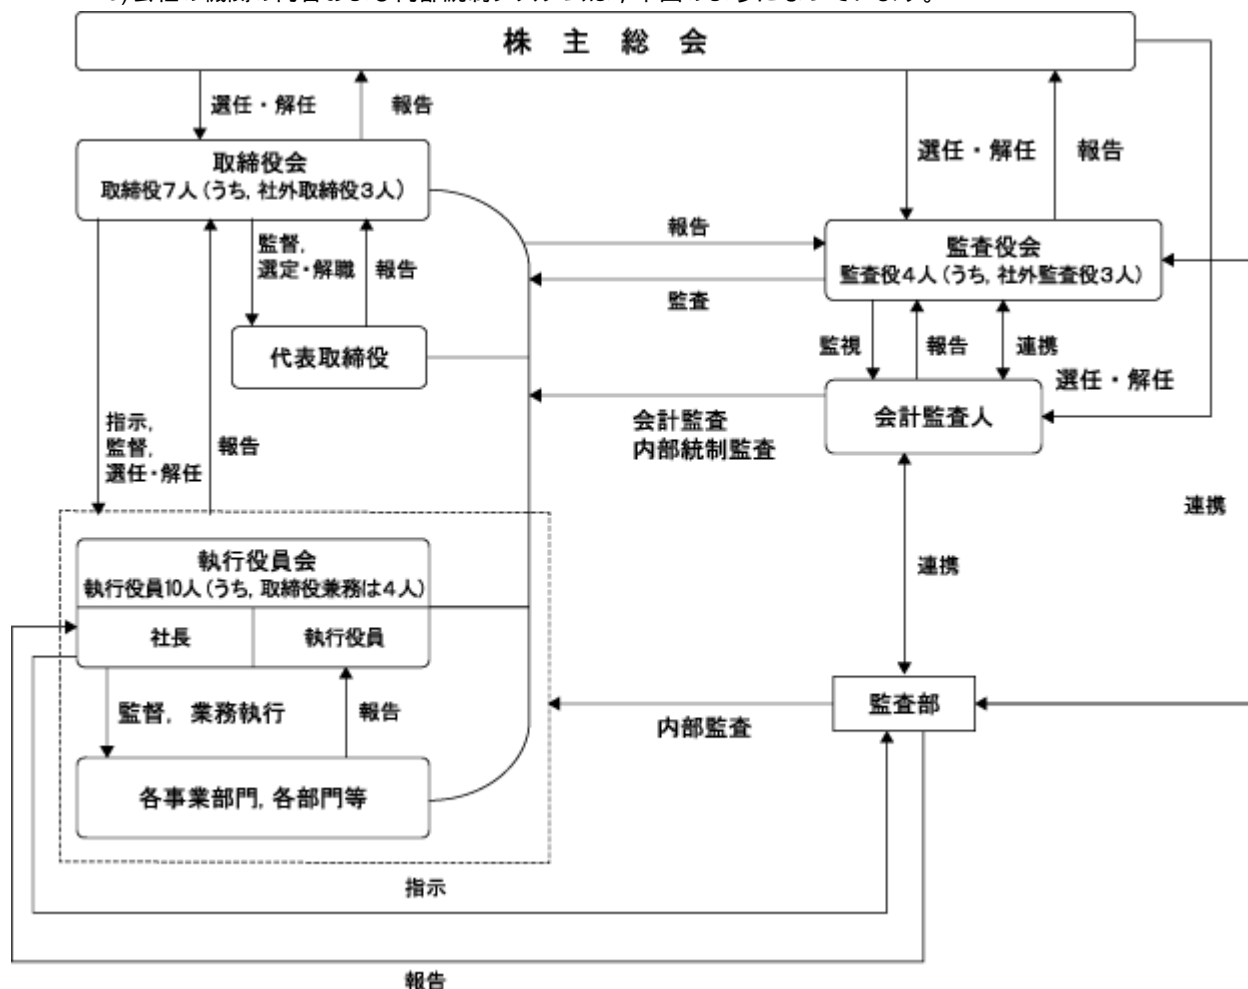 株主総会
選任・解任
報告
選任・解任
報告
取締役会
取締役7人(うち,社外取締役3人)
報告
監査役会
監査役4人(うち,社外監査役3人)
監査
監督,
選定・解職
報告
代表取締役
監視
報告
連携
選任・解任
会計監査人
会計監査
内部統制監査
指示,
監督,
選任・解任
報告
連携
連携
執行役員会
執行役員10人(うち,取締役兼務は4人)
社長
執行役員
監督, 業務執行
報告
内部監査
監査部
各事業部門,各部門等
指示
報告